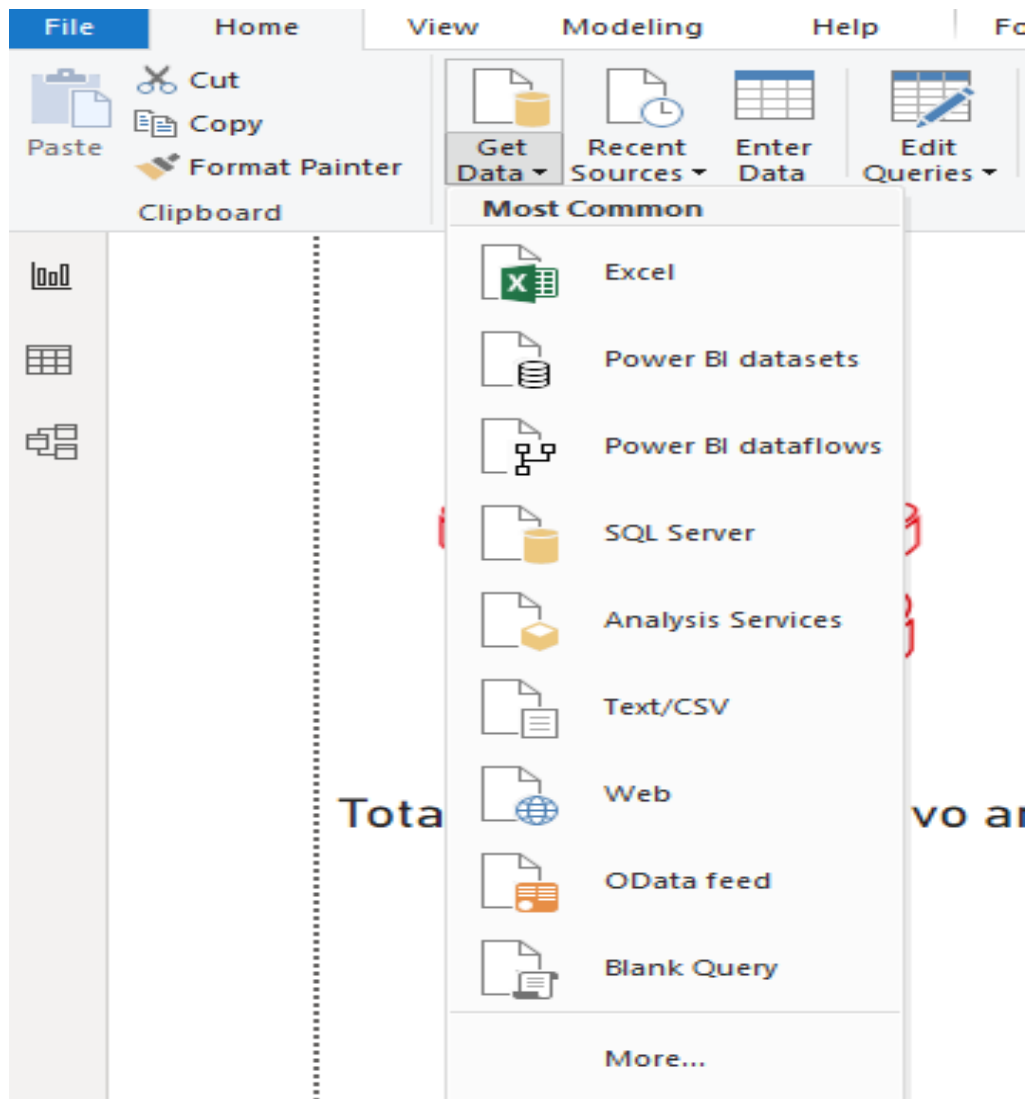 File Home View Modeling Help Fo
Cut
Copy
Format Painter
Paste
Clipboard
Get Data
Recent Sources
Enter Data
Edit Queries
Most Common
Excel
Power BI datasets
Power BI dataflows
SQL Server
Analysis Services
Text/CSV
Web
Tota
vo ar
OData feed
Blank Query
More...